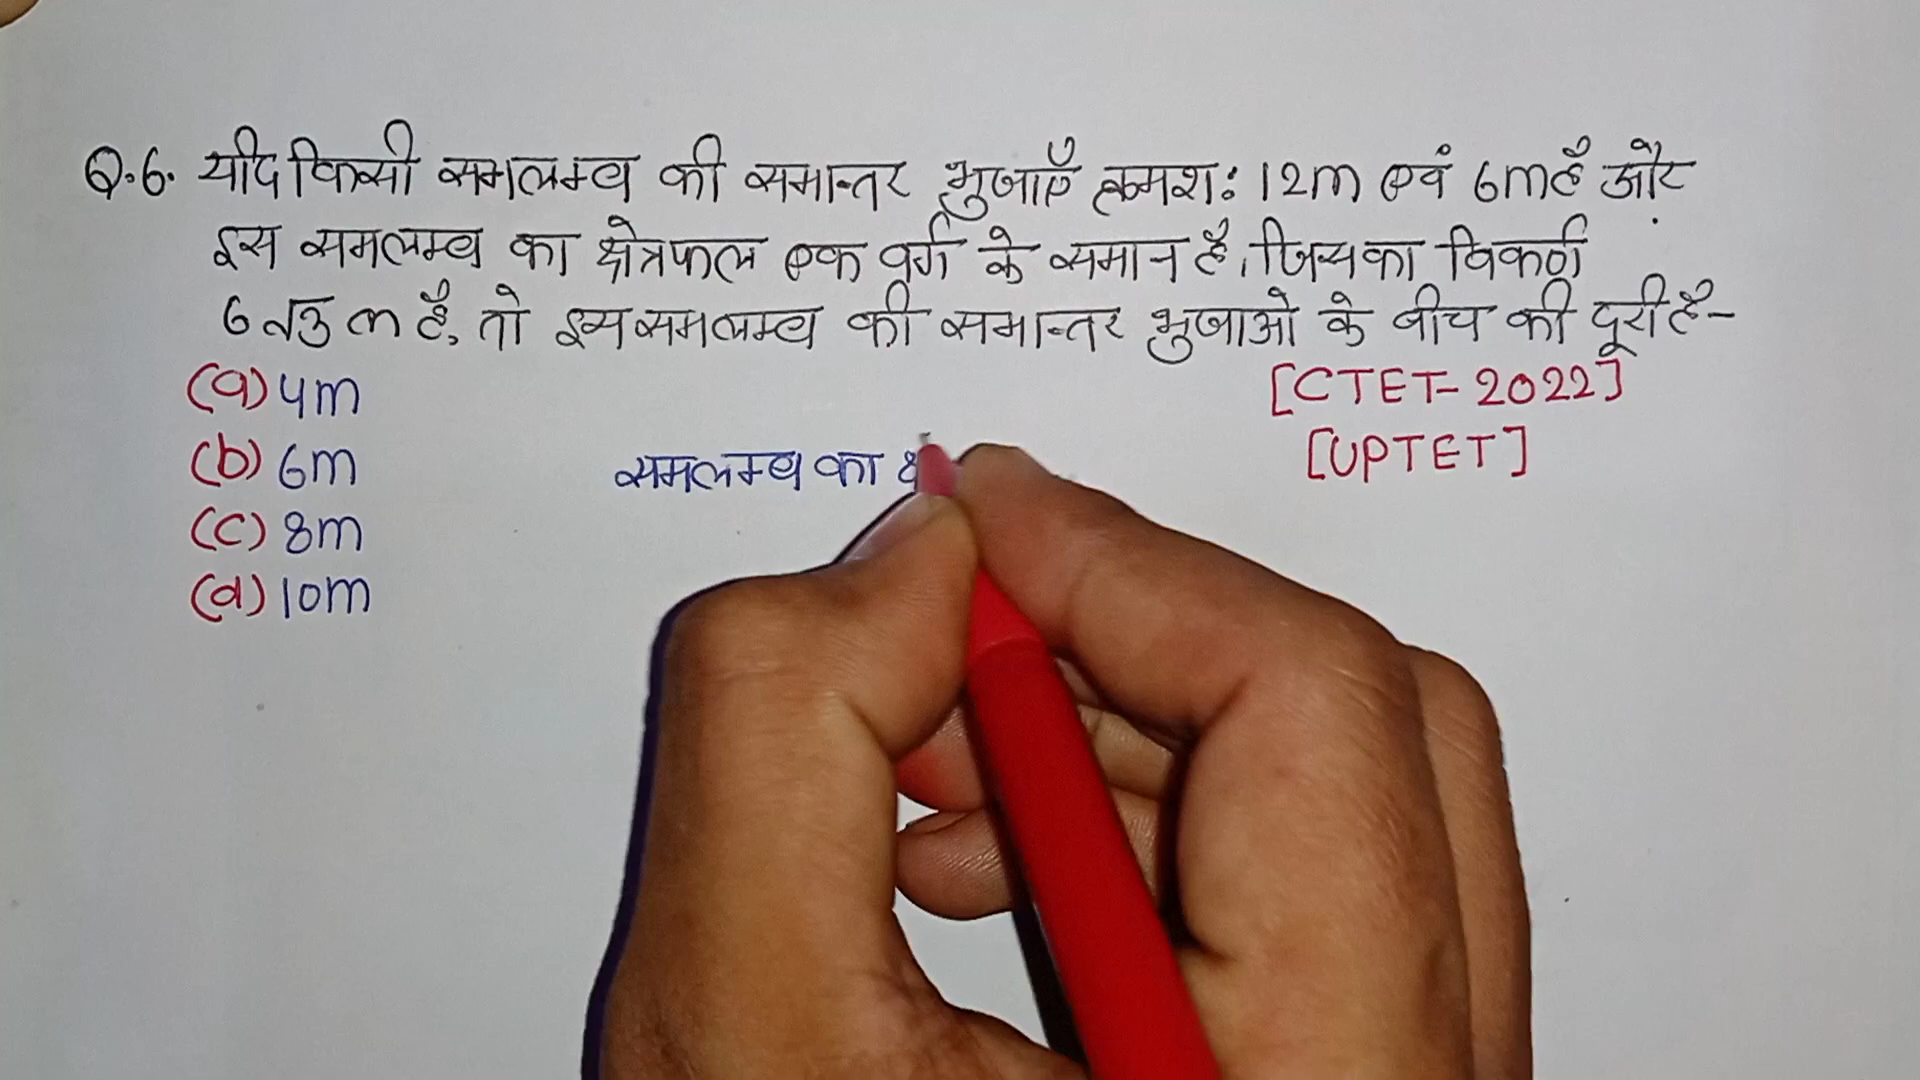 Q.6. यदि किसी समलम्ब की समान्तर भुजाएँ क्रमशः 12m एवं 6m है और
इस समलम्ब का क्षेत्रफल एक वर्ग के समान है, जिसका विकर्ण
6√3 m है, तो इस समलम्ब की समान्तर भुजाओ के बीच की दूरी है-
(a) 4m
[CTET-2022]
(b) 6m
समलम्ब का
[UPTET]
(c) 8m
(d) 10m